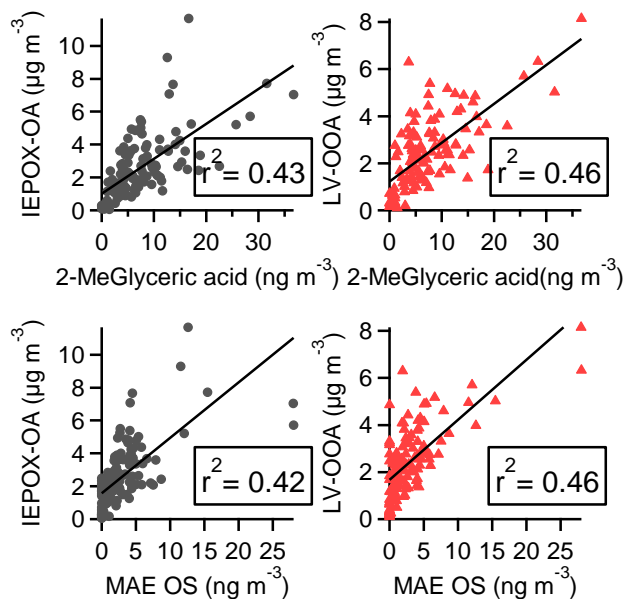 IEPOX-OA (µg m⁻³)
10
8
6
4
2
0
r² = 0.43
0 10 20 30
2-MeGlyceric acid (ng m⁻³)
LV-OOA (µg m⁻³)
8
6
4
2
0
r² = 0.46
0 10 20 30
2-MeGlyceric acid(ng m⁻³)
IEPOX-OA (µg m⁻³)
10
8
6
4
2
0
r² = 0.42
0 5 10 15 20 25
MAE OS (ng m⁻³)
LV-OOA (µg m⁻³)
8
6
4
2
0
r² = 0.46
0 5 10 15 20 25
MAE OS (ng m⁻³)